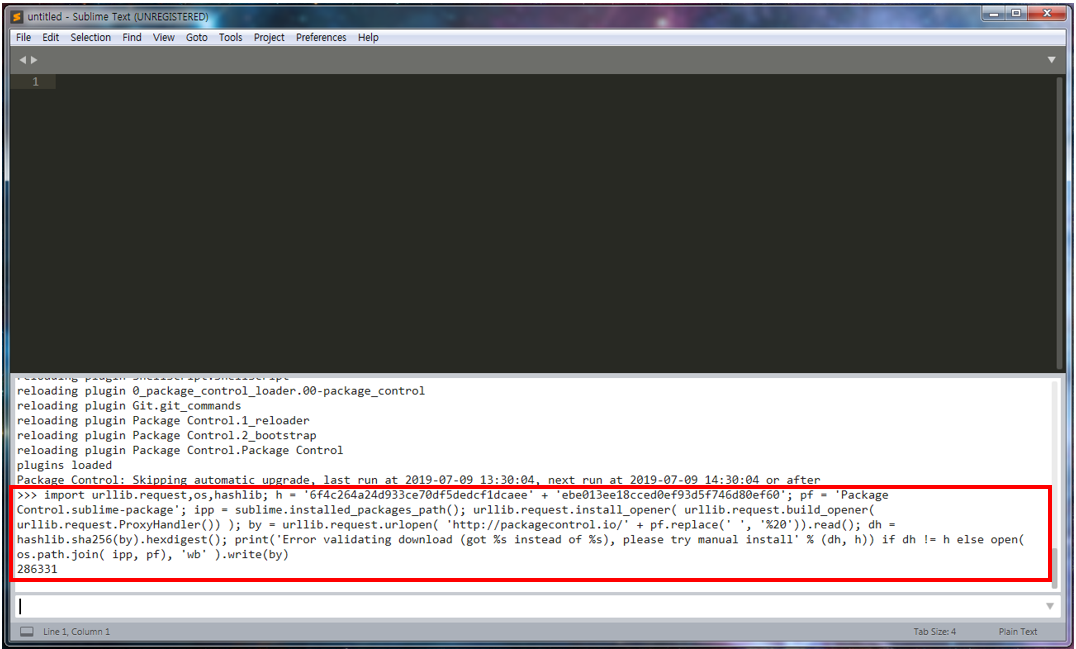 untitled - Sublime Text (UNREGISTERED)
File Edit Selection Find View Goto Tools Project Preferences Help
1
reloading plugin ShellScript.ShellScript
reloading plugin 0_package_control_loader.00-package_control
reloading plugin Git.git_commands
reloading plugin Package Control.1_reloader
reloading plugin Package Control.2_bootstrap
reloading plugin Package Control.Package Control
plugins loaded
Package Control: Skipping automatic upgrade, last run at 2019-07-09 13:30:04, next run at 2019-07-09 14:30:04 or after
>>> import urllib.request,os,hashlib; h = '6f4c264a24d933ce70df5dedcf1dcaee' + 'ebe013ee18cced0ef93d5f746d80ef60'; pf = 'Package
Control.sublime-package'; ipp = sublime.installed_packages_path(); urllib.request.install_opener( urllib.request.build_opener(
urllib.request.ProxyHandler()) ); by = urllib.request.urlopen( 'http://packagecontrol.io/' + pf.replace(' ', '%20')).read(); dh =
hashlib.sha256(by).hexdigest(); print('Error validating download (got %s instead of %s), please try manual install' % (dh, h)) if dh != h else open(
os.path.join( ipp, pf), 'wb' ).write(by)
286331
Line 1, Column 1 Tab Size: 4 Plain Text